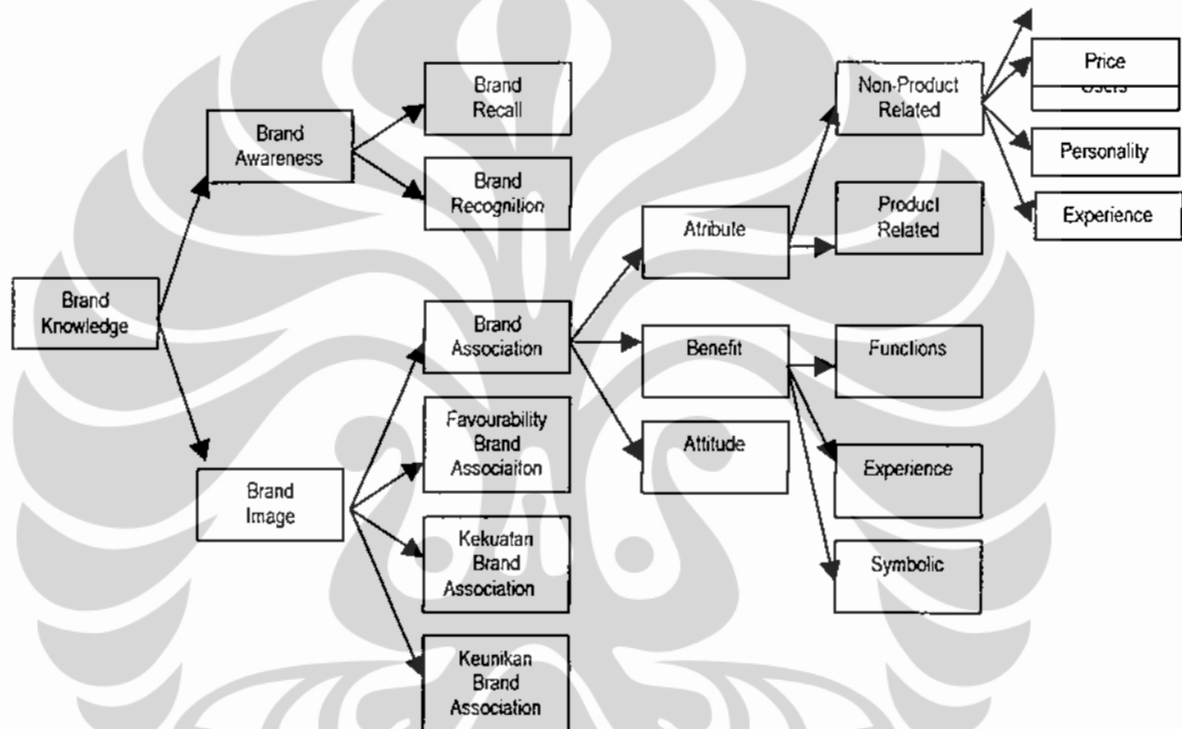 Brand
Knowledge
Brand
Awareness
Brand
Image
Brand
Recall
Brand
Recognition
Brand
Association
Favourability
Brand
Associaiton
Kekuatan
Brand
Association
Keunikan
Brand
Association
Atribute
Benefit
Attitude
Non-Product
Related
Product
Related
Functions
Experience
Symbolic
Price
Users
Personality
Experience